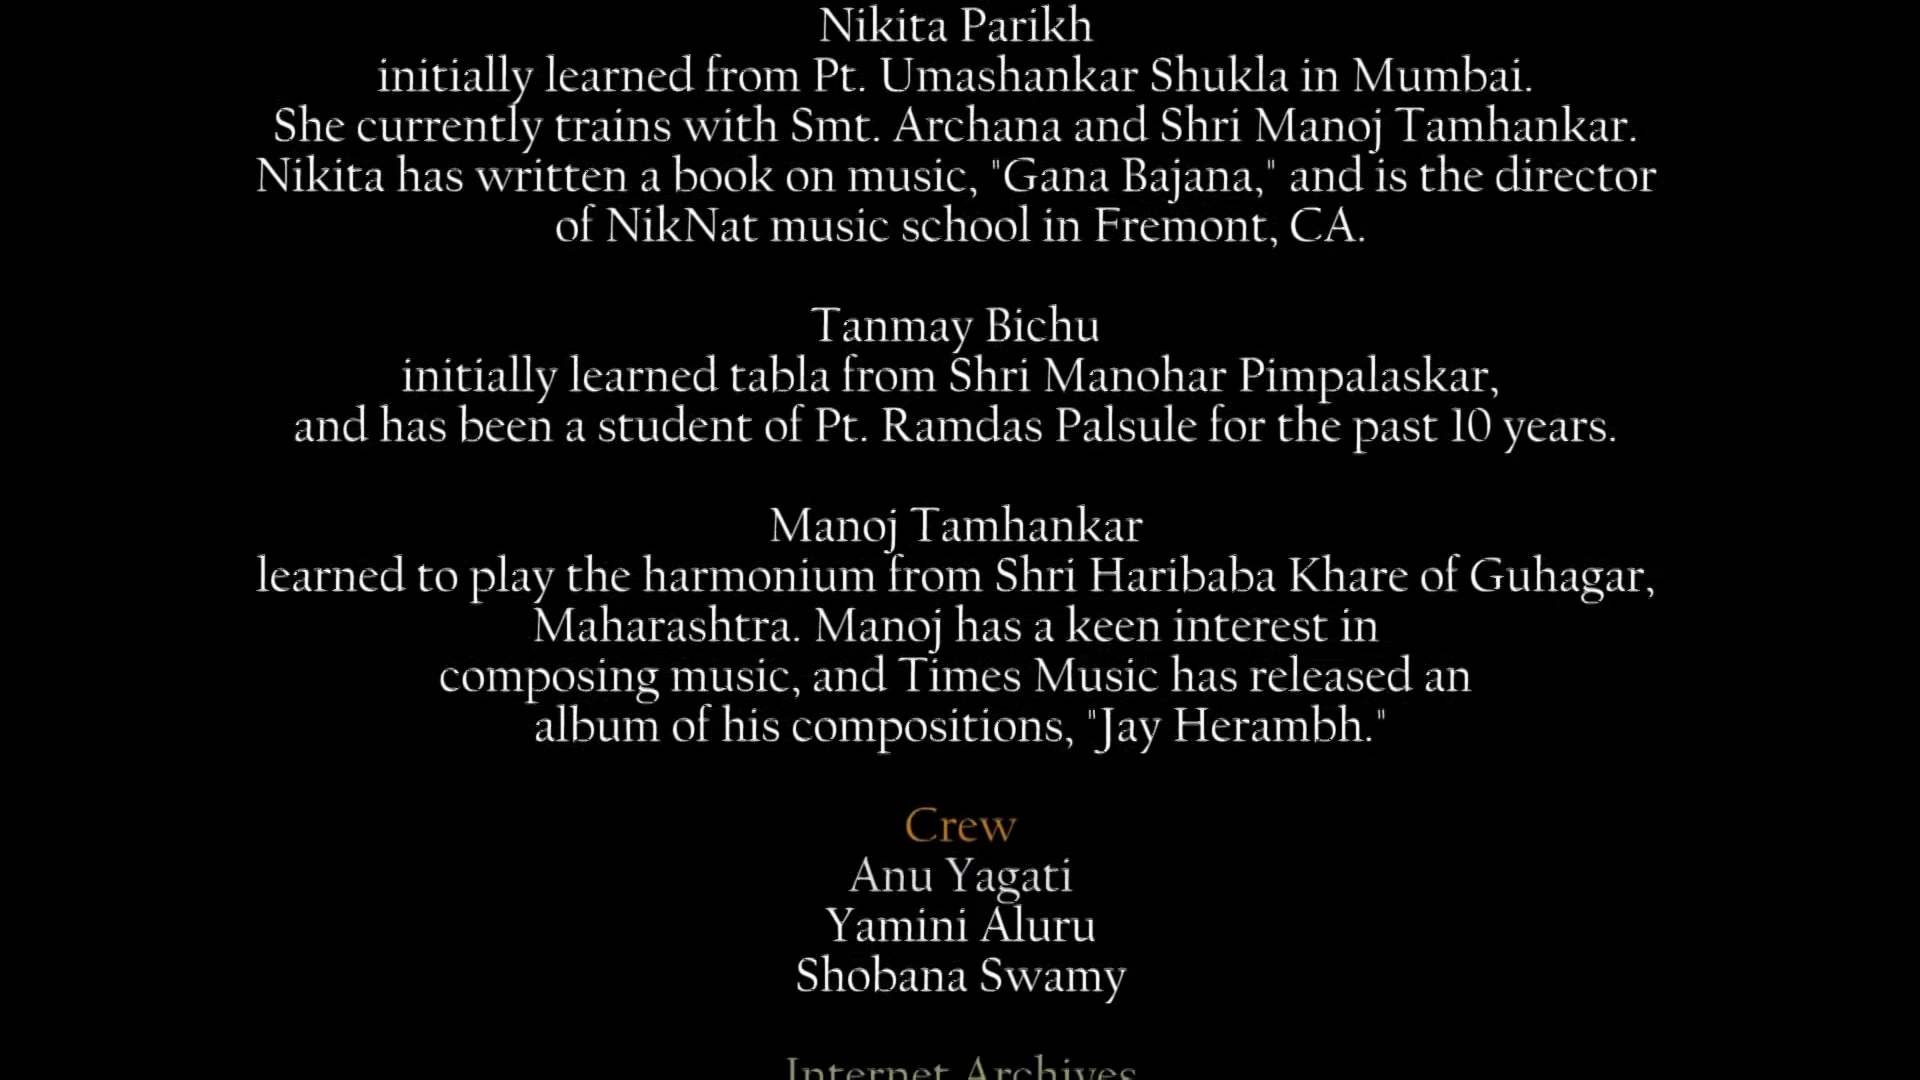 Nikita Parikh
initially learned from Pt. Umashankar Shukla in Mumbai.
She currently trains with Smt. Archana and Shri Manoj Tamhankar.
Nikita has written a book on music, "Gana Bajana," and is the director
of NikNat music school in Fremont, CA.
Tanmay Bichu
initially learned tabla from Shri Manohar Pimpalaskar,
and has been a student of Pt. Ramdas Palsule for the past 10 years.
Manoj Tamhankar
learned to play the harmonium from Shri Haribaba Khare of Guhagar,
Maharashtra. Manoj has a keen interest in
composing music, and Times Music has released an
album of his compositions, "Jay Herambh."
Crew
Anu Yagati
Yamini Aluru
Shobana Swamy
Internet Archives